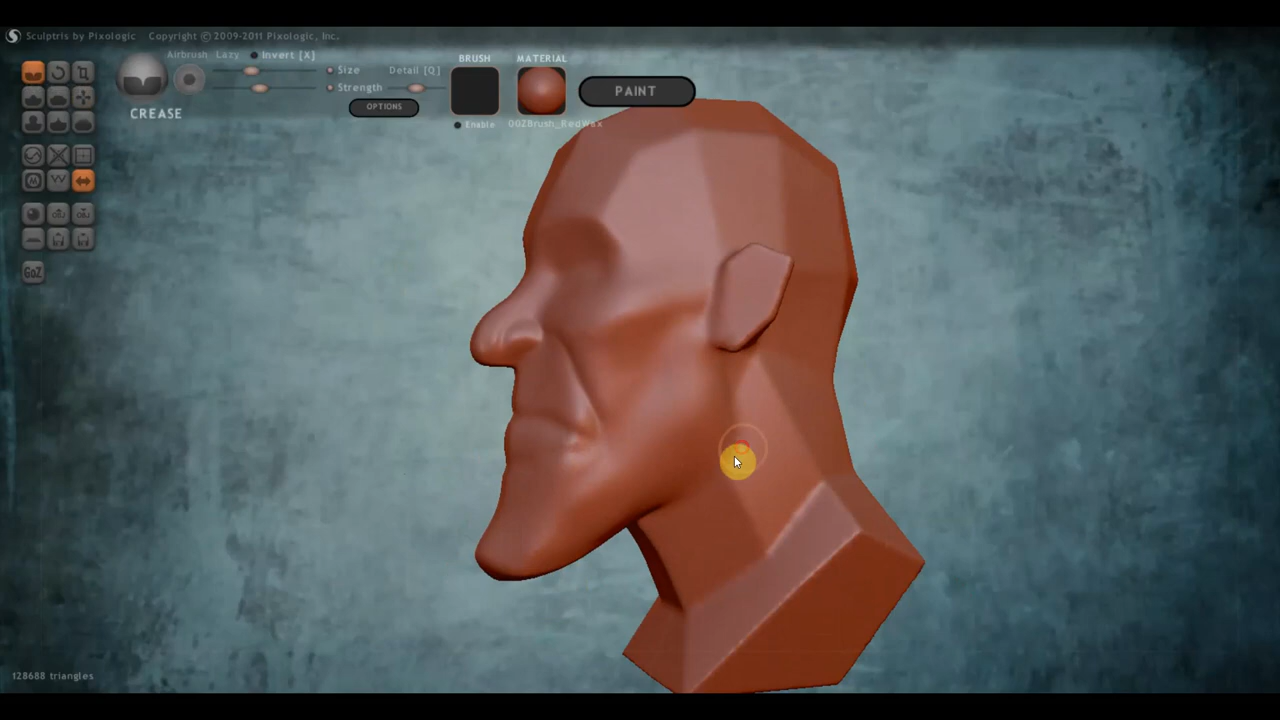 Sculptris by Pixologic Copyright © 2009-2011 Pixologic, Inc.
Airbrush Lazy Invert [X]
Size Detail [Q]
Strength
OPTIONS
CREASE
BRUSH
Enable
MATERIAL
00ZBrush_RedWax
PAINT
GoZ
128688 triangles